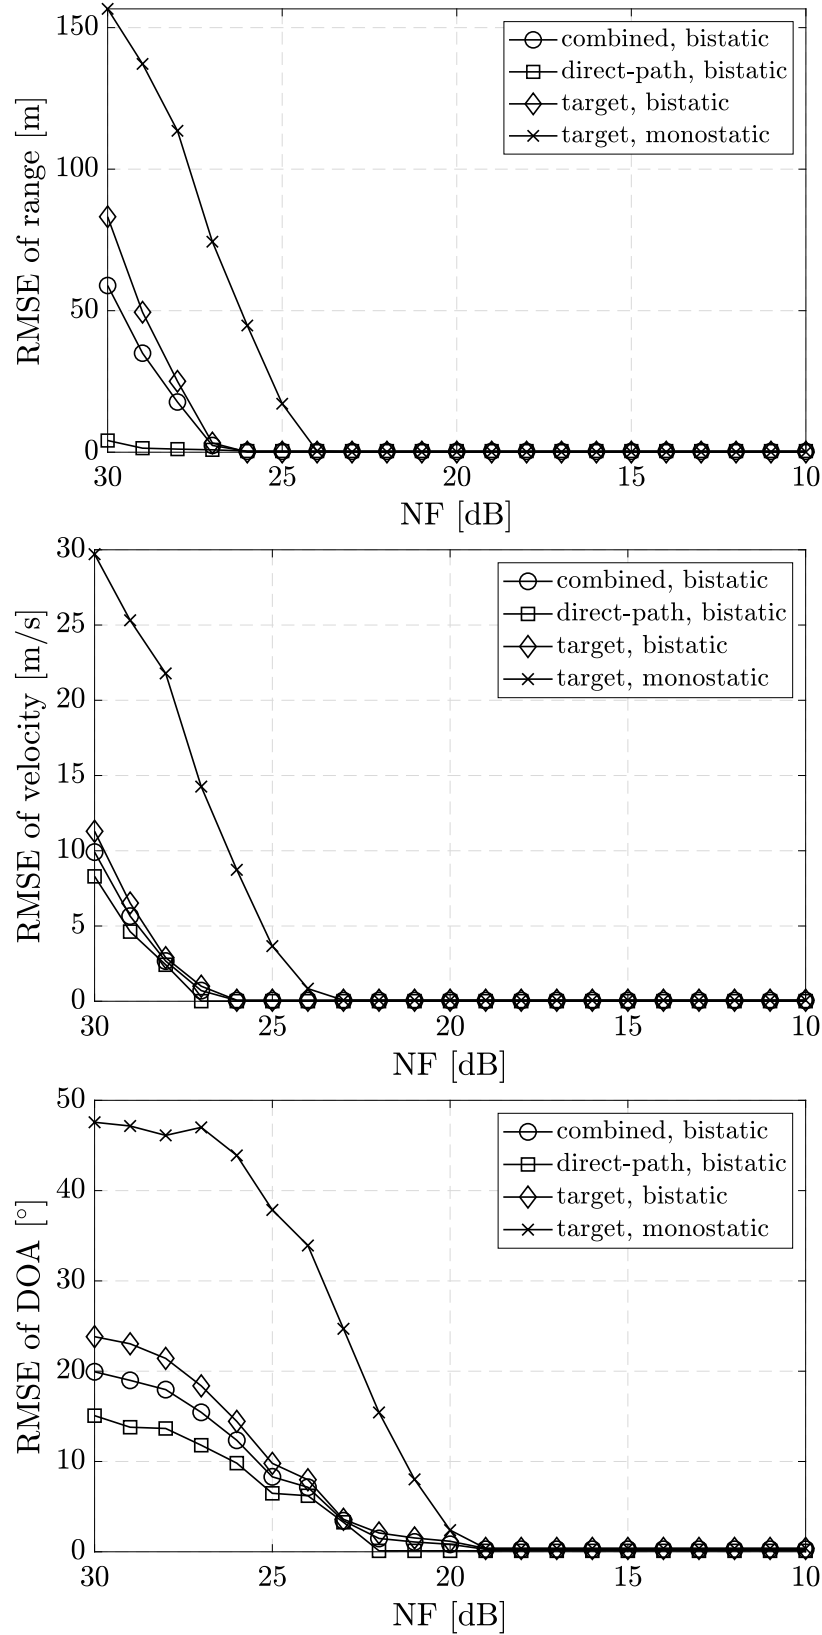 150
100
50
0
RMSE of range [m]
combined, bistatic
direct-path, bistatic
target, bistatic
target, monostatic
30 25 20 15 10
NF [dB]
30
25
20
15
10
5
0
RMSE of velocity [m/s]
combined, bistatic
direct-path, bistatic
target, bistatic
target, monostatic
30 25 20 15 10
NF [dB]
50
40
30
20
10
0
RMSE of DOA [°]
combined, bistatic
direct-path, bistatic
target, bistatic
target, monostatic
30 25 20 15 10
NF [dB]